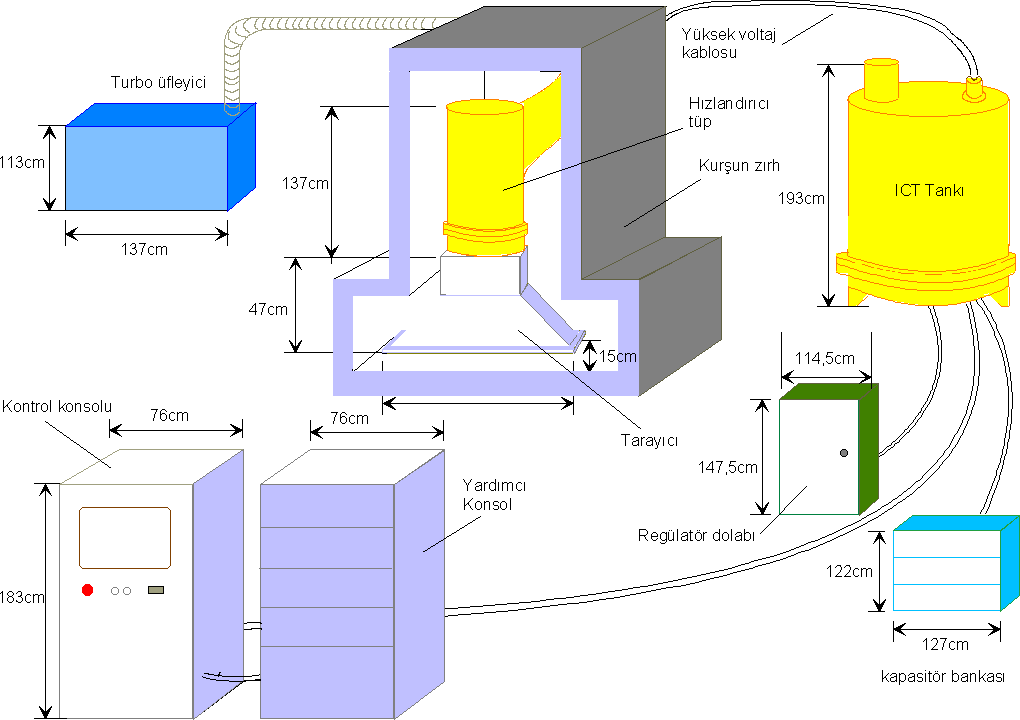 Yüksek voltaj
kablosu
Turbo üfleyici
Hızlandırıcı
tüp
113cm
137cm
Kurşun zırh
ICT Tankı
193cm
137cm
47cm
15cm
114,5cm
Kontrol konsolu
76cm
76cm
Tarayıcı
147,5cm
Yardımcı
Konsol
Regülatör dolabı
122cm
183cm
127cm
kapasitör bankası